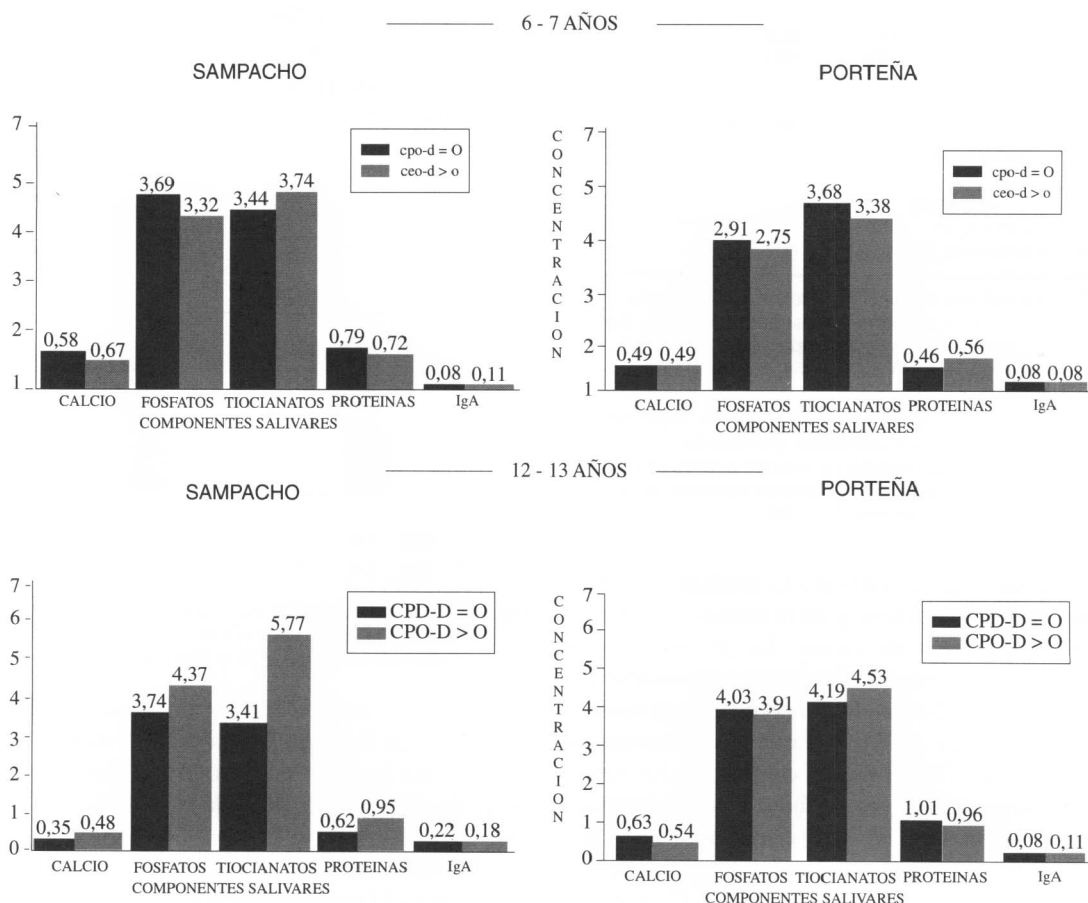 6 - 7 AÑOS
SAMPACHO
7
5
4
3
2
1
cpo-d = O
ceo-d > o
0,58
0,67
3,69
3,32
3,44
3,74
0,79
0,72
0,08
0,11
CALCIO
FOSFATOS
TIOCIANATOS
PROTEINAS
IgA
COMPONENTES SALIVARES
PORTEÑA
CONCENTRACION
7
5
4
3
2
1
cpo-d = O
ceo-d > o
0,49
0,49
2,91
2,75
3,68
3,38
0,46
0,56
0,08
0,08
CALCIO
FOSFATOS
TIOCIANATOS
PROTEINAS
IgA
COMPONENTES SALIVARES
12 - 13 AÑOS
SAMPACHO
7
6
5
4
3
2
1
0
CPD-D = O
CPO-D > O
0,35
0,48
3,74
4,37
3,41
5,77
0,62
0,95
0,22
0,18
CALCIO
FOSFATOS
TIOCIANATOS
PROTEINAS
IgA
COMPONENTES SALIVARES
PORTEÑA
CONCENTRACION
7
6
5
4
3
2
1
0
CPD-D = O
CPO-D > O
0,63
0,54
4,03
3,91
4,19
4,53
1,01
0,96
0,08
0,11
CALCIO
FOSFATOS
TIOCIANATOS
PROTEINAS
IgA
COMPONENTES SALIVARES